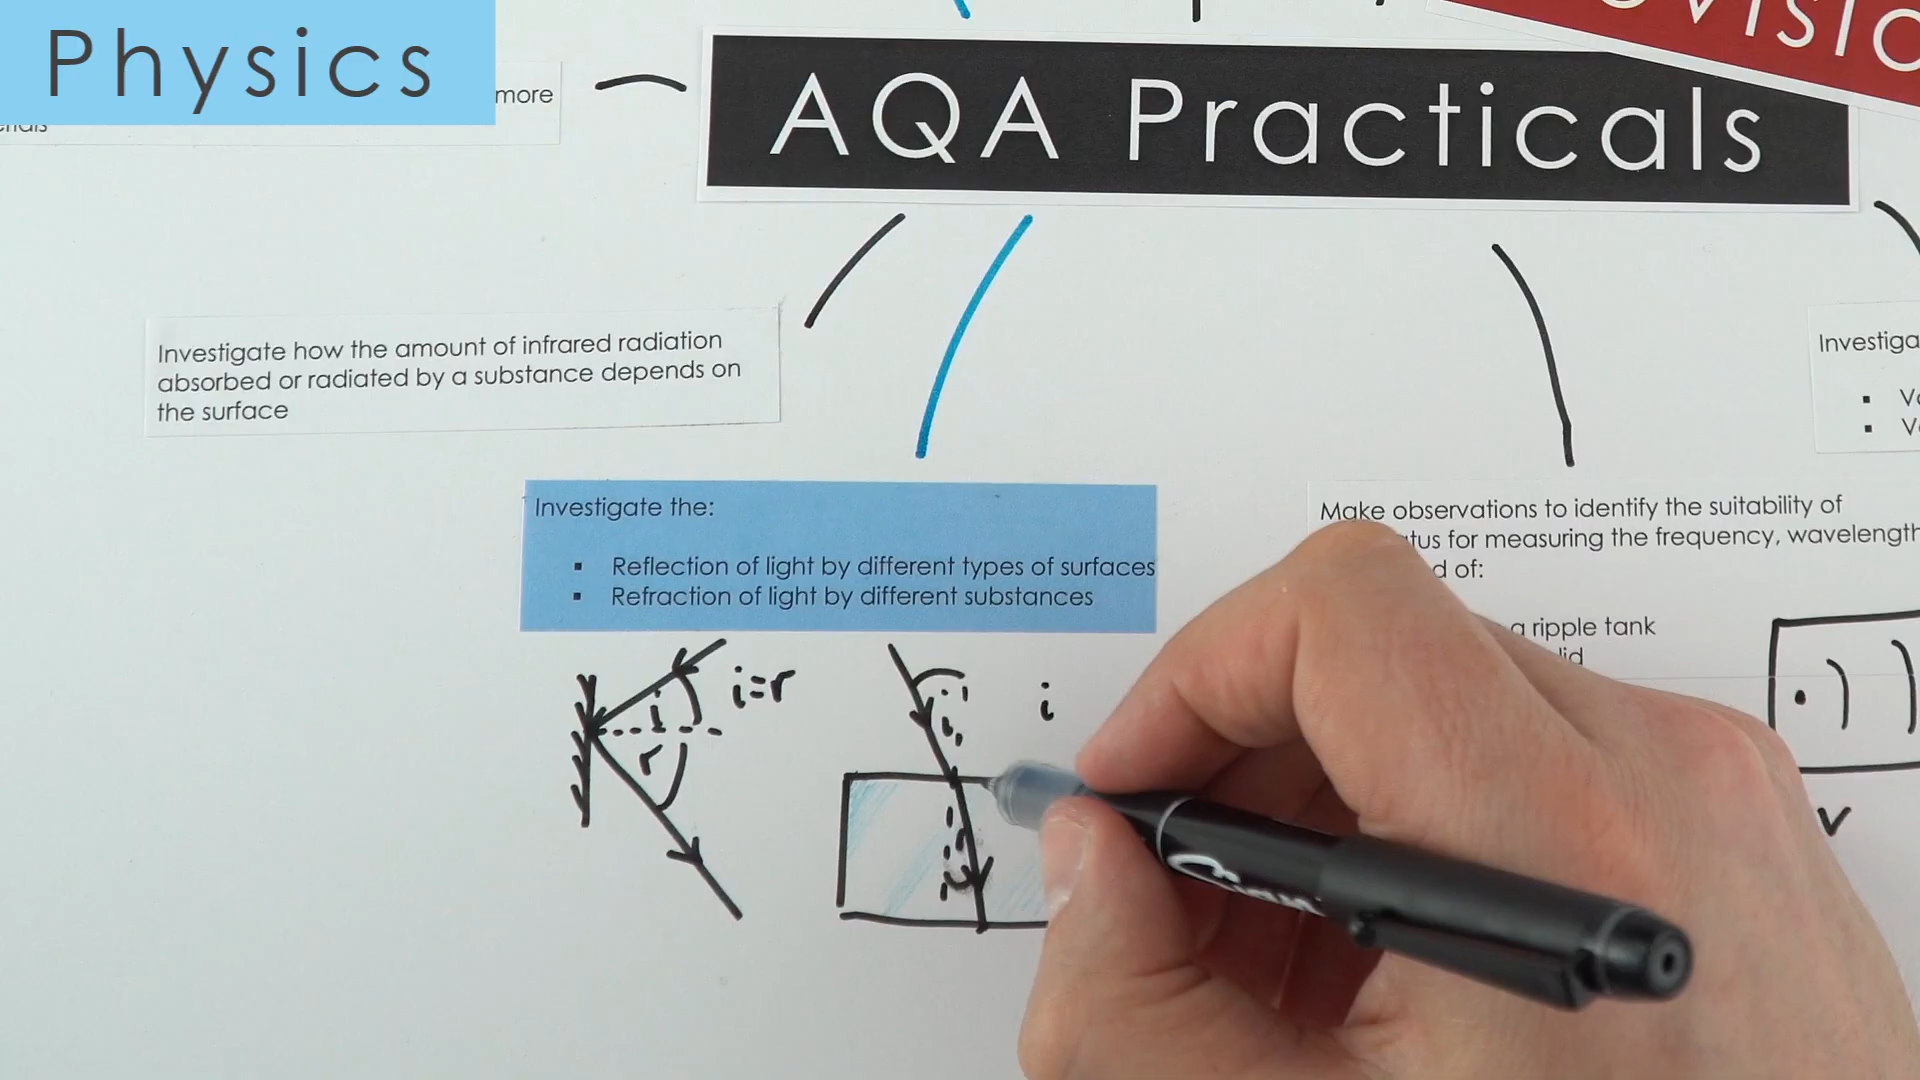 Physics
more
AQA Practicals
Investigate how the amount of infrared radiation
absorbed or radiated by a substance depends on
the surface
Investigate the:
▪ Reflection of light by different types of surfaces
▪ Refraction of light by different substances
i=r
i
r
i
i
Make observations to identify the suitability of
for measuring the frequency, wavelength
of:
a ripple tank
v